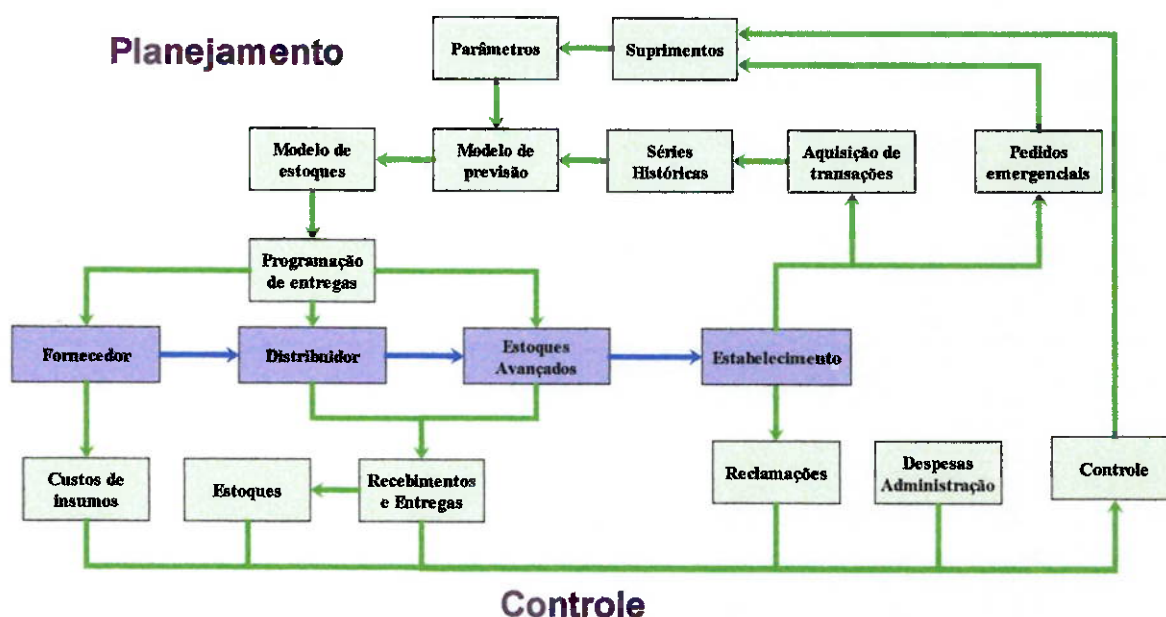 Planejamento
Parâmetros
Suprimentos
Modelo de
estoques
Modelo de
previsão
Séries
Históricas
Aquisição de
transações
Pedidos
emergenciais
Programação
de entregas
Fornecedor
Distribuidor
Estoques
Avançados
Estabelecimento
Custos de
insumos
Estoques
Recebimentos
e Entregas
Reclamações
Despesas
Administração
Controle
Controle